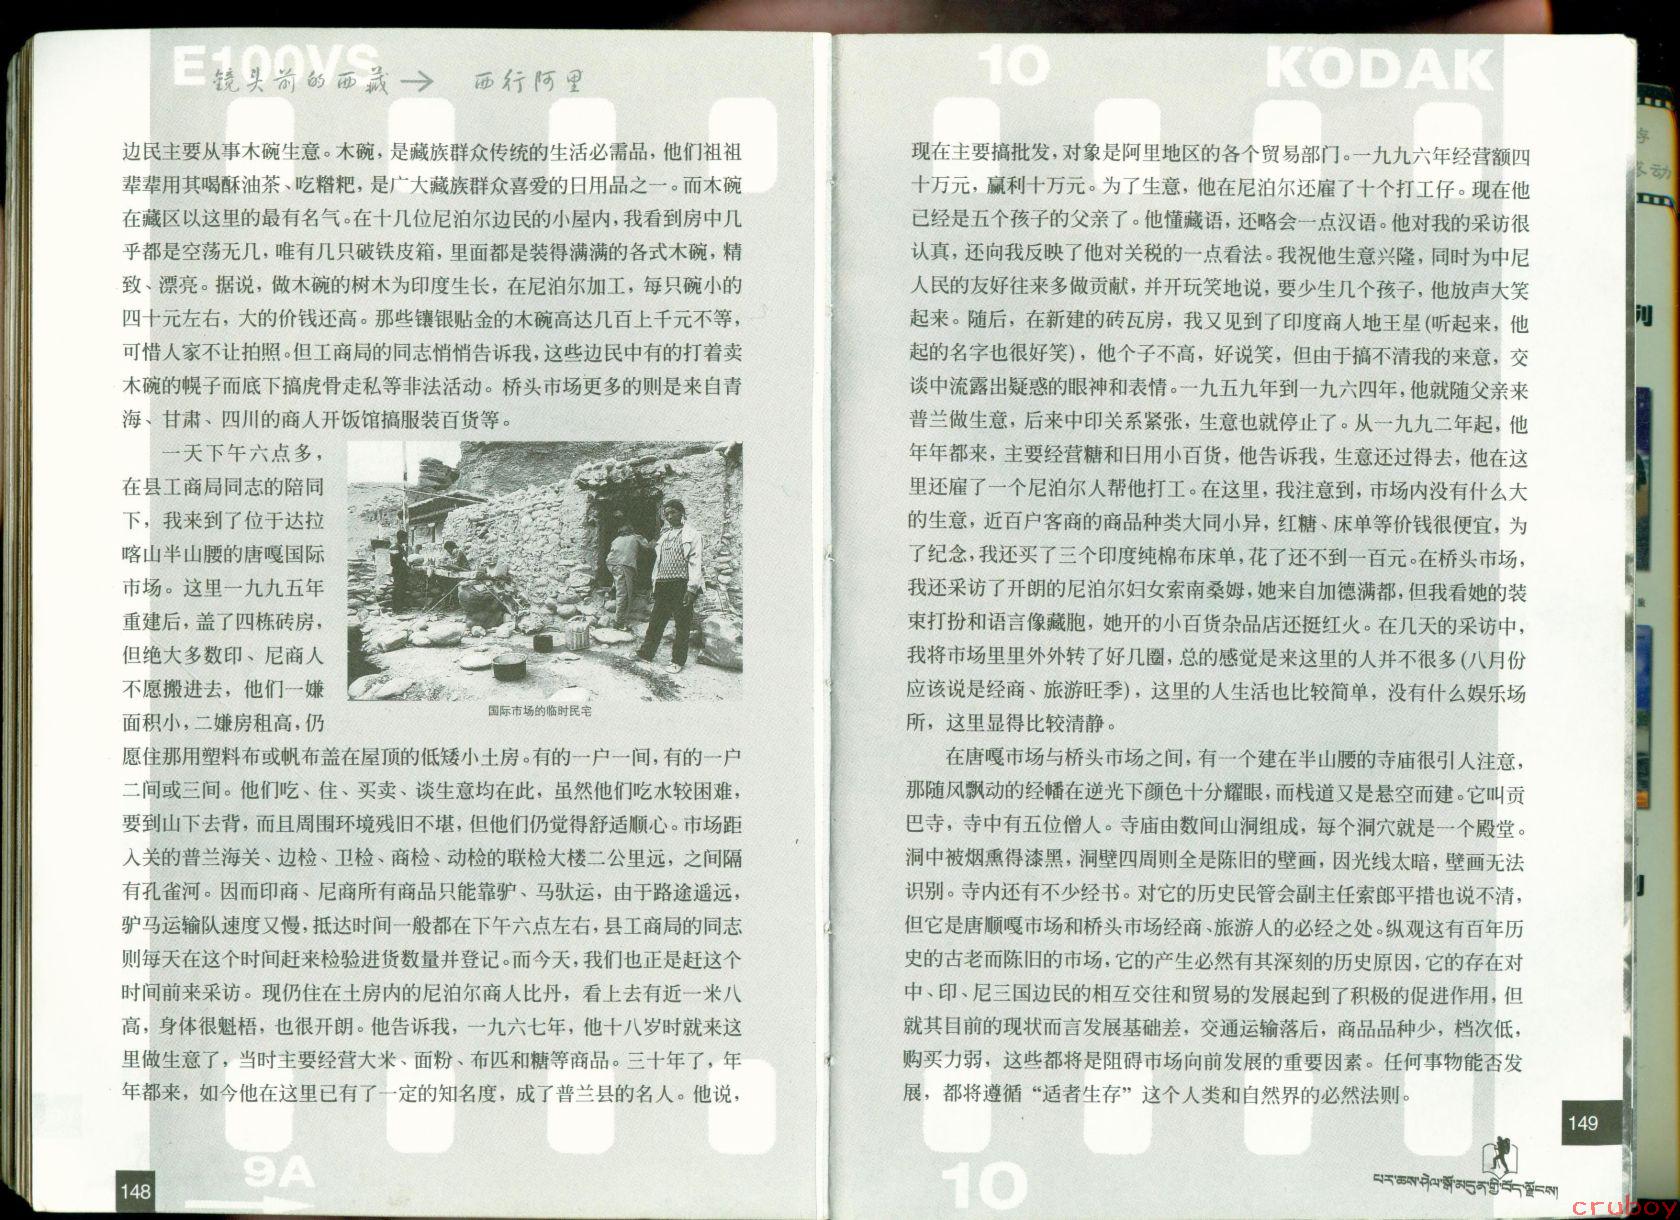 E100VS
镜头前的西藏→ 西行阿里
边民主要从事木碗生意。木碗，是藏族群众传统的生活必需品，他们祖祖
辈辈用其喝酥油茶、吃糌粑，是广大藏族群众喜爱的日用品之一。而木碗
在藏区以这里的最有名气。在十几位尼泊尔边民的小屋内，我看到房中几
乎都是空荡无几，唯有几只破铁皮箱，里面都是装得满满的各式木碗，精
致、漂亮。据说，做木碗的树木为印度生长，在尼泊尔加工，每只碗小的
四十元左右，大的价钱还高。那些镶银贴金的木碗高达几百上千元不等，
可惜人家不让拍照。但工商局的同志悄悄告诉我，这些边民中有的打着卖
木碗的幌子而底下搞虎骨走私等非法活动。桥头市场更多的则是来自青
海、甘肃、四川的商人开饭馆搞服装百货等。
一天下午六点多，
在县工商局同志的陪同
下，我来到了位于达拉
喀山半山腰的唐嘎国际
市场。这里一九九五年
重建后，盖了四栋砖房，
但绝大多数印、尼商人
不愿搬进去，他们一嫌
面积小，二嫌房租高，仍
国际市场的临时民宅
愿住那用塑料布或帆布盖在屋顶的低矮小土房。有的一户一间，有的一户
二间或三间。他们吃、住、买卖、谈生意均在此，虽然他们吃水较困难，
要到山下去背，而且周围环境残旧不堪，但他们仍觉得舒适顺心。市场距
入关的普兰海关、边检、卫检、商检、动检的联检大楼二公里远，之间隔
有孔雀河。因而印商、尼商所有商品只能靠驴、马驮运，由于路途遥远，
驴马运输队速度又慢，抵达时间一般都在下午六点左右，县工商局的同志
则每天在这个时间赶来检验进货数量并登记。而今天，我们也正是赶这个
时间前来采访。现仍住在土房内的尼泊尔商人比丹，看上去有近一米八
高，身体很魁梧，也很开朗。他告诉我，一九六七年，他十八岁时就来这
里做生意了，当时主要经营大米、面粉、布匹和糖等商品。三十年了，年
年都来，如今他在这里已有了一定的知名度，成了普兰县的名人。他说，
9A
148
10
KODAK
现在主要搞批发，对象是阿里地区的各个贸易部门。一九九六年经营额四
十万元，赢利十万元。为了生意，他在尼泊尔还雇了十个打工仔。现在他
已经是五个孩子的父亲了。他懂藏语，还略会一点汉语。他对我的采访很
认真，还向我反映了他对关税的一点看法。我祝他生意兴隆，同时为中尼
人民的友好往来多做贡献，并开玩笑地说，要少生几个孩子，他放声大笑
起来。随后，在新建的砖瓦房，我又见到了印度商人地王星(听起来，他
起的名字也很好笑)，他个子不高，好说笑，但由于搞不清我的来意，交
谈中流露出疑惑的眼神和表情。一九五九年到一九六四年，他就随父亲来
普兰做生意，后来中印关系紧张，生意也就停止了。从一九九二年起，他
年年都来，主要经营糖和日用小百货，他告诉我，生意还过得去，他在这
里还雇了一个尼泊尔人帮他打工。在这里，我注意到，市场内没有什么大
的生意，近百户客商的商品种类大同小异，红糖、床单等价钱很便宜，为
了纪念，我还买了三个印度纯棉布床单，花了还不到一百元。在桥头市场，
我还采访了开朗的尼泊尔妇女索南桑姆，她来自加德满都，但我看她的装
束打扮和语言像藏胞，她开的小百货杂品店还挺红火。在几天的采访中，
我将市场里里外外转了好几圈，总的感觉是来这里的人并不很多(八月份
应该说是经商、旅游旺季)，这里的人生活也比较简单，没有什么娱乐场
所，这里显得比较清静。
在唐嘎市场与桥头市场之间，有一个建在半山腰的寺庙很引人注意，
那随风飘动的经幡在逆光下颜色十分耀眼，而栈道又是悬空而建。它叫贡
巴寺，寺中有五位僧人。寺庙由数间山洞组成，每个洞穴就是一个殿堂。
洞中被烟熏得漆黑，洞壁四周则全是陈旧的壁画，因光线太暗，壁画无法
识别。寺内还有不少经书。对它的历史民管会副主任索郎平措也说不清，
但它是唐顺嘎市场和桥头市场经商、旅游人的必经之处。纵观这有百年历
史的古老而陈旧的市场，它的产生必然有其深刻的历史原因，它的存在对
中、印、尼三国边民的相互交往和贸易的发展起到了积极的促进作用，但
就其目前的现状而言发展基础差，交通运输落后，商品品种少，档次低，
购买力弱，这些都将是阻碍市场向前发展的重要因素。任何事物能否发
展，都将遵循“适者生存”这个人类和自然界的必然法则。
10
149
cruboy